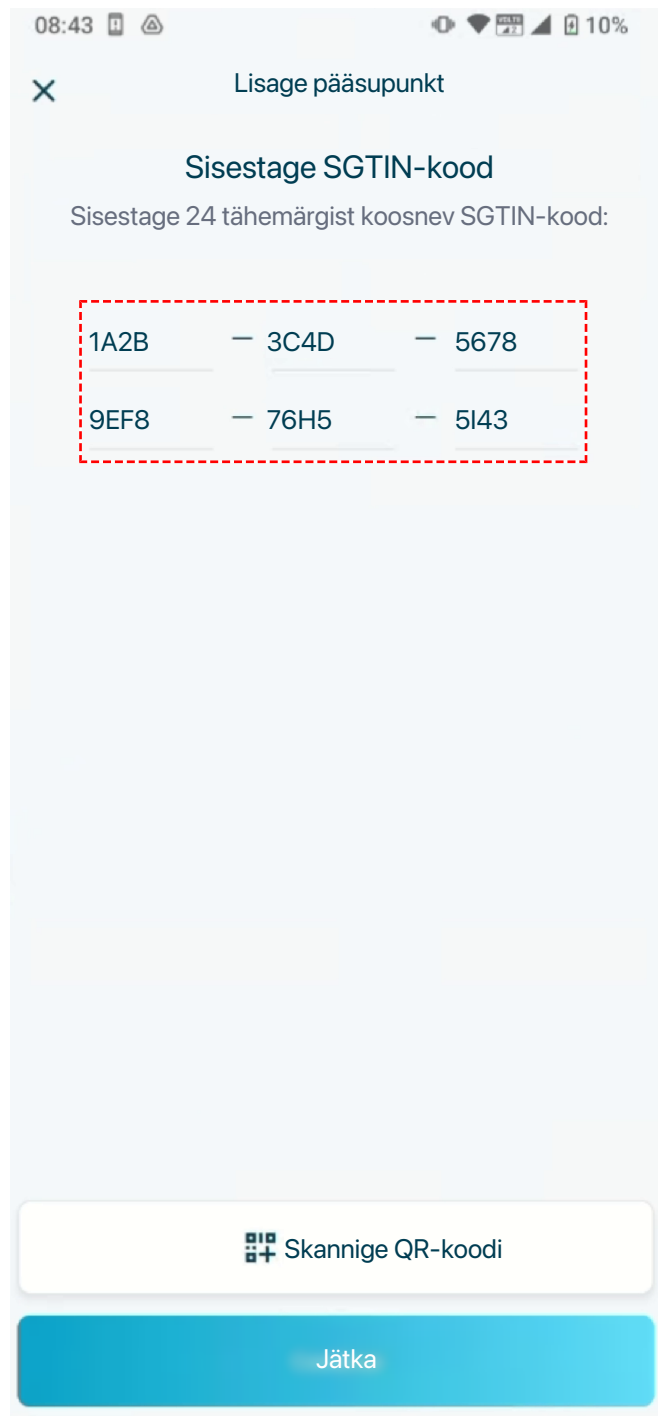 08:43 10%
Lisage pääsupunkt
Sisestage SGTIN-kood
Sisestage 24 tähemärgist koosnev SGTIN-kood:
1A2B – 3C4D – 5678
9EF8 – 76H5 – 5I43
Skannige QR-koodi
Jätka